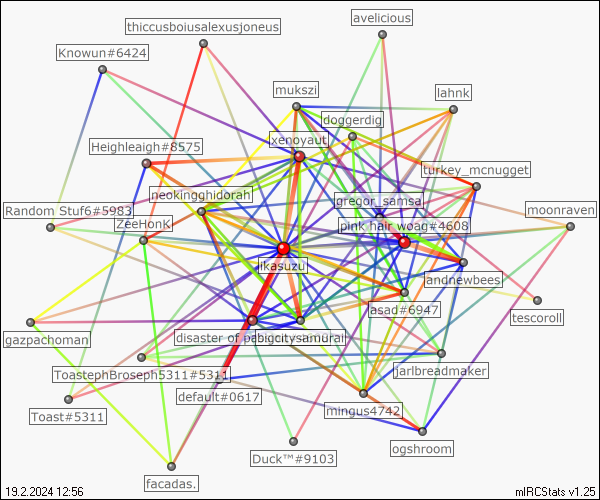 avelicious
thiccusboiusalexusjoneus
Knowun#6424
mukszi
lahnk
doggerdig
xenoyaut
Heighleaigh#8575
turkey_mcnugget
neokingghidorah
gregor_samsa
Random Stuf6#5983
moonraven
ZeeHonK
pink hair woag#4608
likasuzu
andnewbees
asad#6947
tescoroll
gazpachoman
disaster of
bigcitysamurai
ToastephBroseph5311#5311
jarlbreadmaker
default#0617
mingus4742
Toast#5311
ogshroom
Duck™#9103
facadas.
19.2.2024 12:56
mIRCStats v1.25